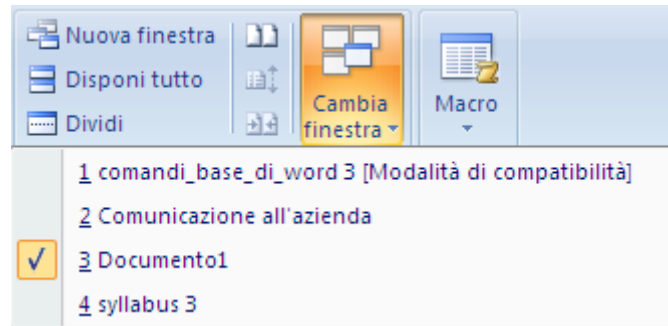 Nuova finestra
Disponi tutto
Dividi
Cambia
finestra
Macro
1 comandi_base_di_word 3 [Modalità di compatibilità]
2 Comunicazione all'azienda
3 Documento1
4 syllabus 3